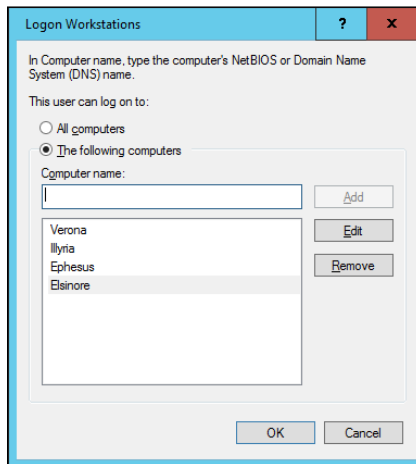 Logon Workstations
?
x
In Computer name, type the computer's NetBIOS or Domain Name
System (DNS) name.
This user can log on to:
All computers
The following computers
Computer name:
Add
Verona
Illyria
Ephesus
Elsinore
Edit
Remove
OK
Cancel